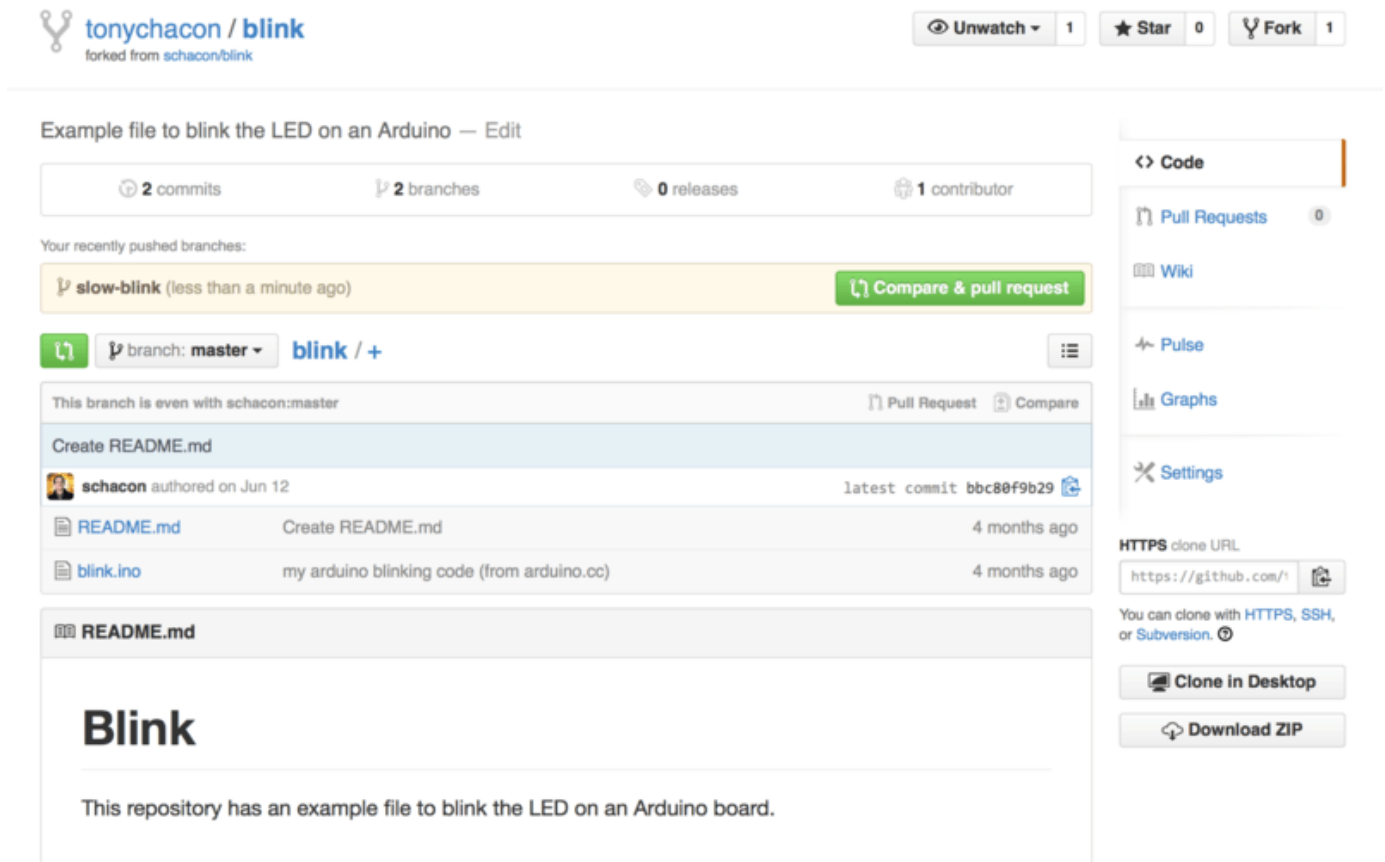 tonychacon / blink
forked from schacon/blink
Unwatch 1 Star 0 Fork 1
Example file to blink the LED on an Arduino — Edit
2 commits 2 branches 0 releases 1 contributor
Your recently pushed branches:
slow-blink (less than a minute ago) Compare & pull request
branch: master blink / +
This branch is even with schacon:master Pull Request Compare
Create README.md
schacon authored on Jun 12 latest commit bbc80f9b29
README.md Create README.md 4 months ago
blink.ino my arduino blinking code (from arduino.cc) 4 months ago
README.md
Blink
This repository has an example file to blink the LED on an Arduino board.
Code
Pull Requests 0
Wiki
Pulse
Graphs
Settings
HTTPS clone URL
https://github.com/
You can clone with HTTPS, SSH,
or Subversion.
Clone in Desktop
Download ZIP